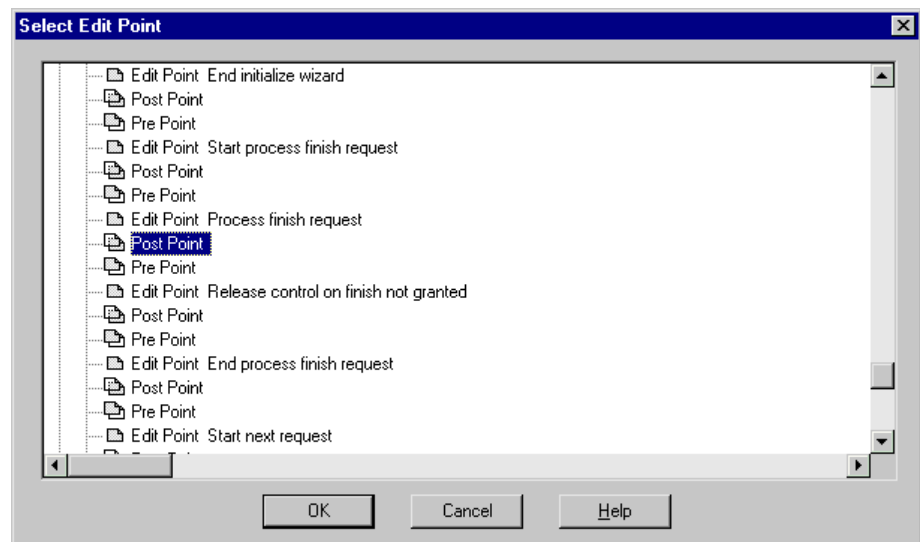 Select Edit Point
Edit Point End initialize wizard
Post Point
Pre Point
Edit Point Start process finish request
Post Point
Pre Point
Edit Point Process finish request
Post Point
Pre Point
Edit Point Release control on finish not granted
Post Point
Pre Point
Edit Point End process finish request
Post Point
Pre Point
Edit Point Start next request
OK Cancel Help